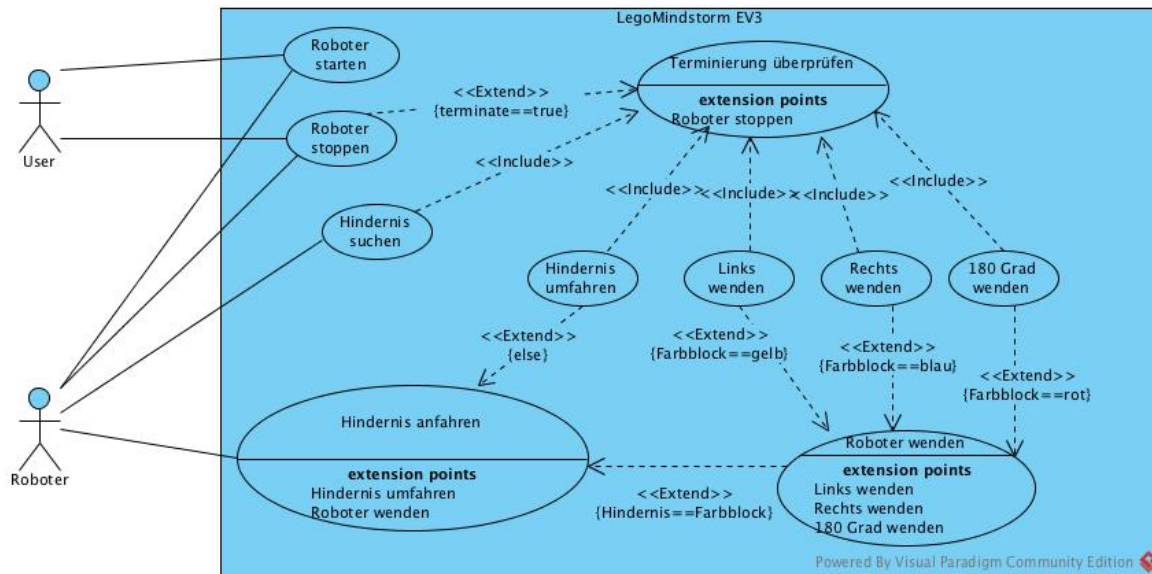 LegoMindstorm EV3
Roboter
starten
Terminierung überprüfen
<<Extend>>
{terminate==true}
extension points
Roboter stoppen
Roboter
stoppen
User
<<Include>>
<<Include>>
<<Include>>
<<Include>>
<<Include>>
Hindernis
suchen
Hindernis
umfahren
Links
wenden
Rechts
wenden
180 Grad
wenden
<<Extend>>
{else}
<<Extend>>
{Farbblock==gelb}
<<Extend>>
{Farbblock==blau}
<<Extend>>
{Farbblock==rot}
Roboter
Hindernis anfahren
extension points
Hindernis umfahren
Roboter wenden
<<Extend>>
{Hindernis==Farbblock}
Roboter wenden
extension points
Links wenden
Rechts wenden
180 Grad wenden
Powered By Visual Paradigm Community Edition